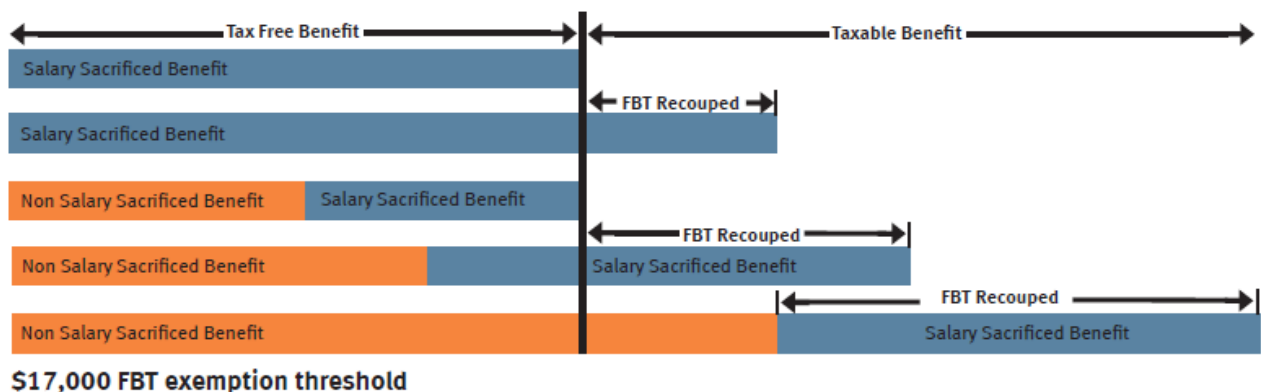 Tax Free Benefit Taxable Benefit
Salary Sacrificed Benefit
FBT Recouped
Salary Sacrificed Benefit
Non Salary Sacrificed Benefit Salary Sacrificed Benefit
FBT Recouped
Non Salary Sacrificed Benefit Salary Sacrificed Benefit
FBT Recouped
Non Salary Sacrificed Benefit Salary Sacrificed Benefit
$17,000 FBT exemption threshold